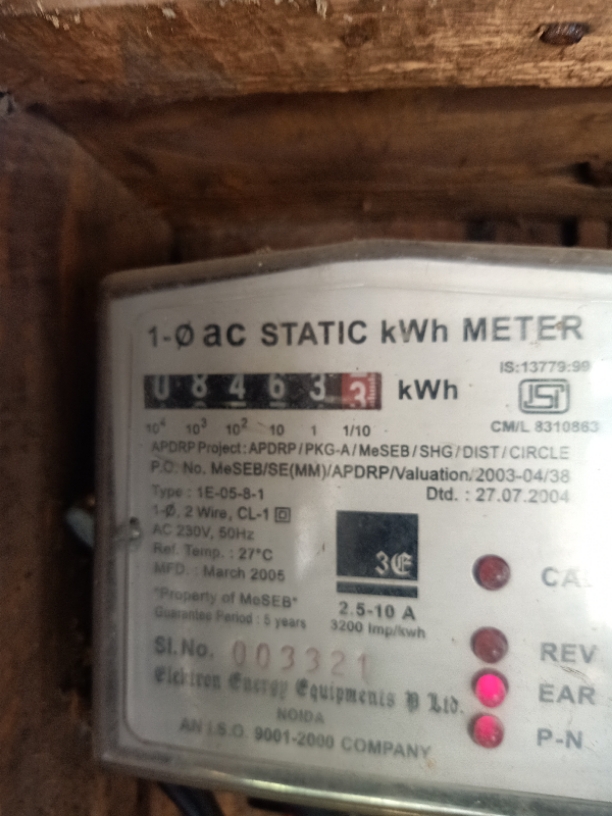 1-Ø ac STATIC kWh METER
IS:13779:99
0 8 4 6 3 3 kWh
ISI
10⁴ 10³ 10² 10 1 1/10
CM/L 8310863
APDRP Project : APDRP / PKG-A / MeSEB / SHG / DIST / CIRCLE
P.O. No. MeSEB/SE(MM)/APDRP/Valuation/2003-04/38
Dtd. : 27.07.2004
Type : 1E-05-8-1
1-Ø, 2 Wire, CL-1
AC 230V, 50Hz
Ref. Temp. : 27°C
MFD. : March 2005
"Property of MeSEB"
Guarantee Period : 5 years
3E
2.5-10 A
3200 Imp/kwh
CAL
REV
EAR
P-N
Sl.No. 003321
Elektron Energy Equipments P Ltd.
NOIDA
AN I.S.O. 9001-2000 COMPANY